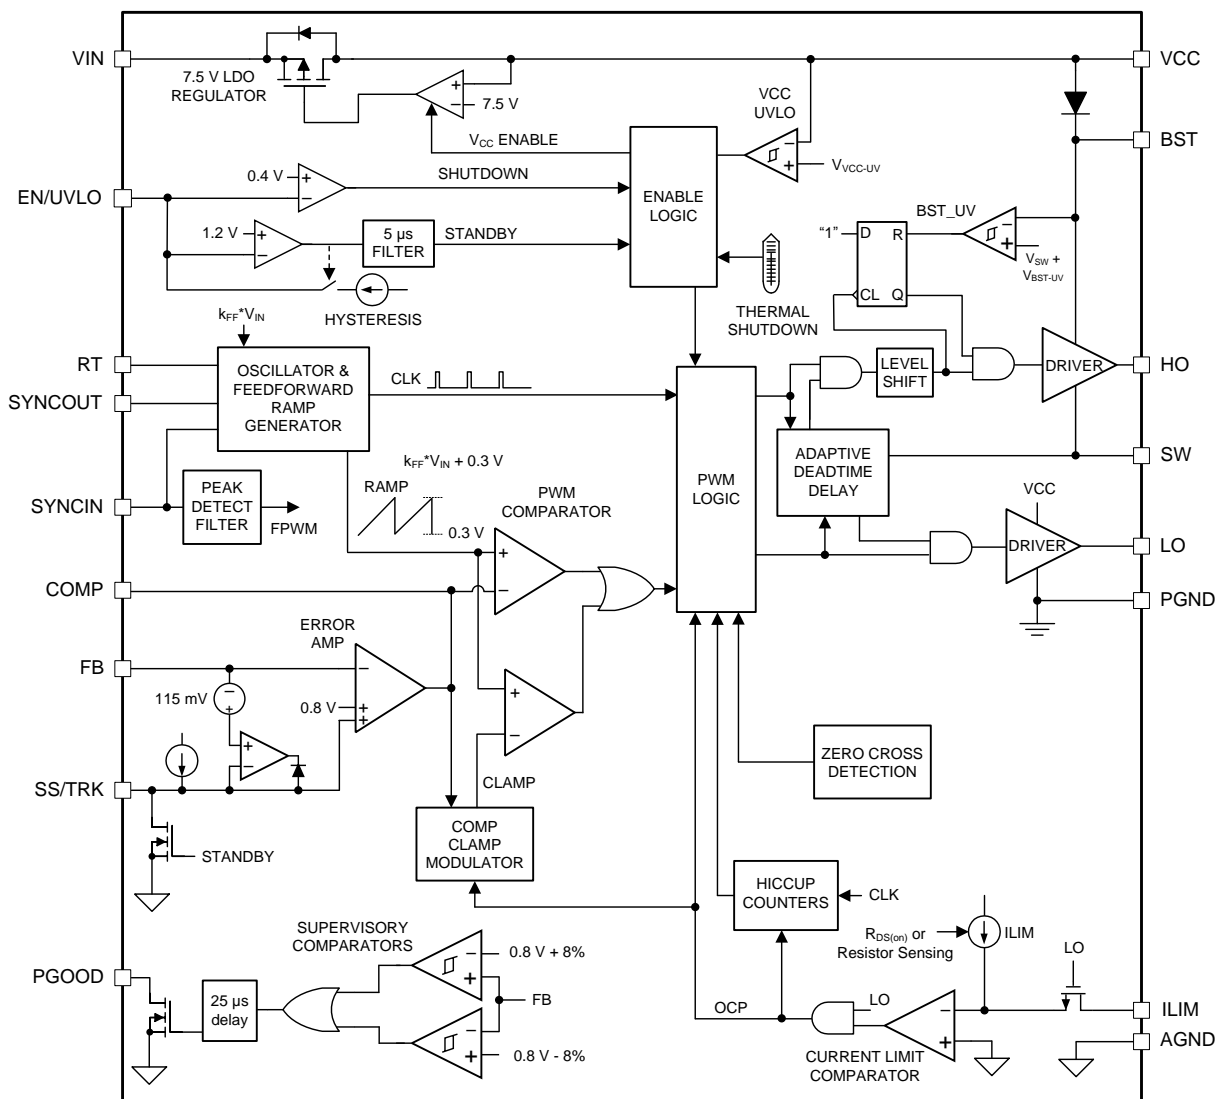 VIN
7.5 V LDO
REGULATOR
+
−
7.5 V
VCC
UVLO
−
+
V_VCC-UV
VCC
BST
V_CC ENABLE
ENABLE
LOGIC
EN/UVLO
0.4 V
+
−
SHUTDOWN
1.2 V
+
−
5 µs
FILTER
STANDBY
HYSTERESIS
THERMAL
SHUTDOWN
"1"
D
R
CL
Q
BST_UV
−
+
V_SW +
V_BST-UV
k_FF*V_IN
RT
SYNCOUT
OSCILLATOR &
FEEDFORWARD
RAMP
GENERATOR
CLK
LEVEL
SHIFT
DRIVER
HO
SW
SYNCIN
PEAK
DETECT
FILTER
FPWM
k_FF*V_IN + 0.3 V
RAMP
0.3 V
PWM
COMPARATOR
+
−
PWM
LOGIC
ADAPTIVE
DEADTIME
DELAY
VCC
DRIVER
LO
PGND
COMP
FB
ERROR
AMP
−
0.8 V
+
+
115 mV
−
+
+
−
+
−
SS/TRK
STANDBY
CLAMP
COMP
CLAMP
MODULATOR
ZERO CROSS
DETECTION
HICCUP
COUNTERS
CLK
R_DS(on) or
Resistor Sensing
ILIM
LO
SUPERVISORY
COMPARATORS
−
+
0.8 V + 8%
FB
−
+
0.8 V - 8%
PGOOD
25 µs
delay
OCP
LO
−
+
CURRENT LIMIT
COMPARATOR
ILIM
AGND